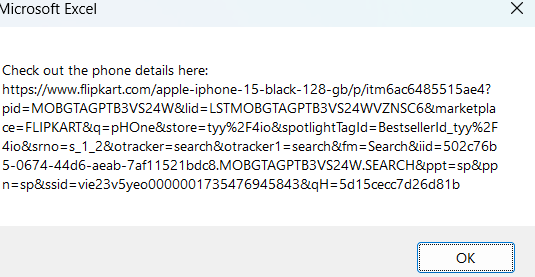 Microsoft Excel
Check out the phone details here:
https://www.flipkart.com/apple-iphone-15-black-128-gb/p/itm6ac6485515ae4?
pid=MOBGTAGPTB3VS24W&lid=LSTMOBGTAGPTB3VS24WVZNSC6&marketpla
ce=FLIPKART&q=pHOne&store=tyy%2F4io&spotlightTagId=BestsellerId_tyy%2F
4io&srno=s_1_2&otracker=search&otracker1=search&fm=Search&iid=502c76b
5-0674-44d6-aeab-7af11521bdc8.MOBGTAGPTB3VS24W.SEARCH&ppt=sp&pp
n=sp&ssid=vie23v5yeo0000001735476945843&qH=5d15cecc7d26d81b
OK